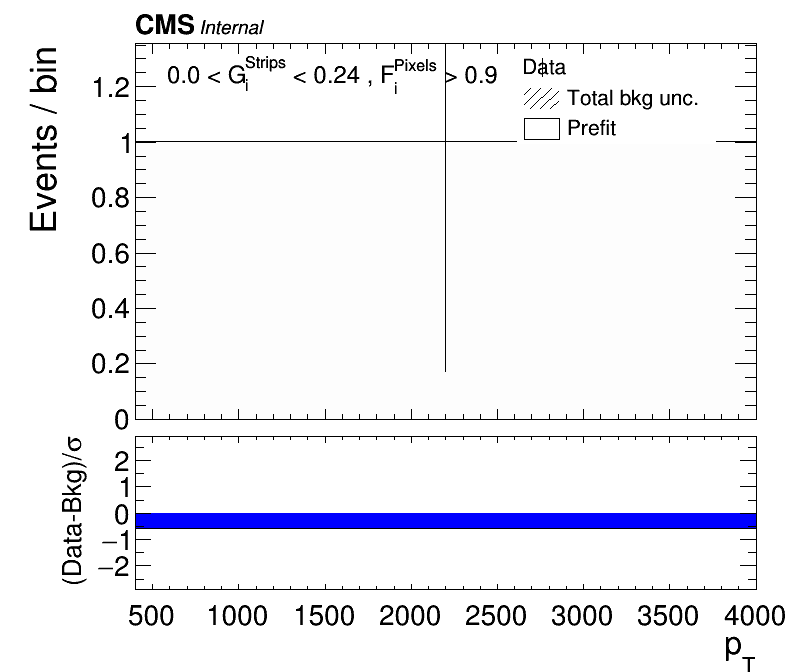 CMS Internal
0.0 < G_i^Strips < 0.24 , F_i^Pixels > 0.9
Data
Total bkg unc.
Prefit
Events / bin
1.2
1
0.8
0.6
0.4
0.2
0
(Data-Bkg)/σ
2
1
0
−1
−2
500 1000 1500 2000 2500 3000 3500 4000
p_T